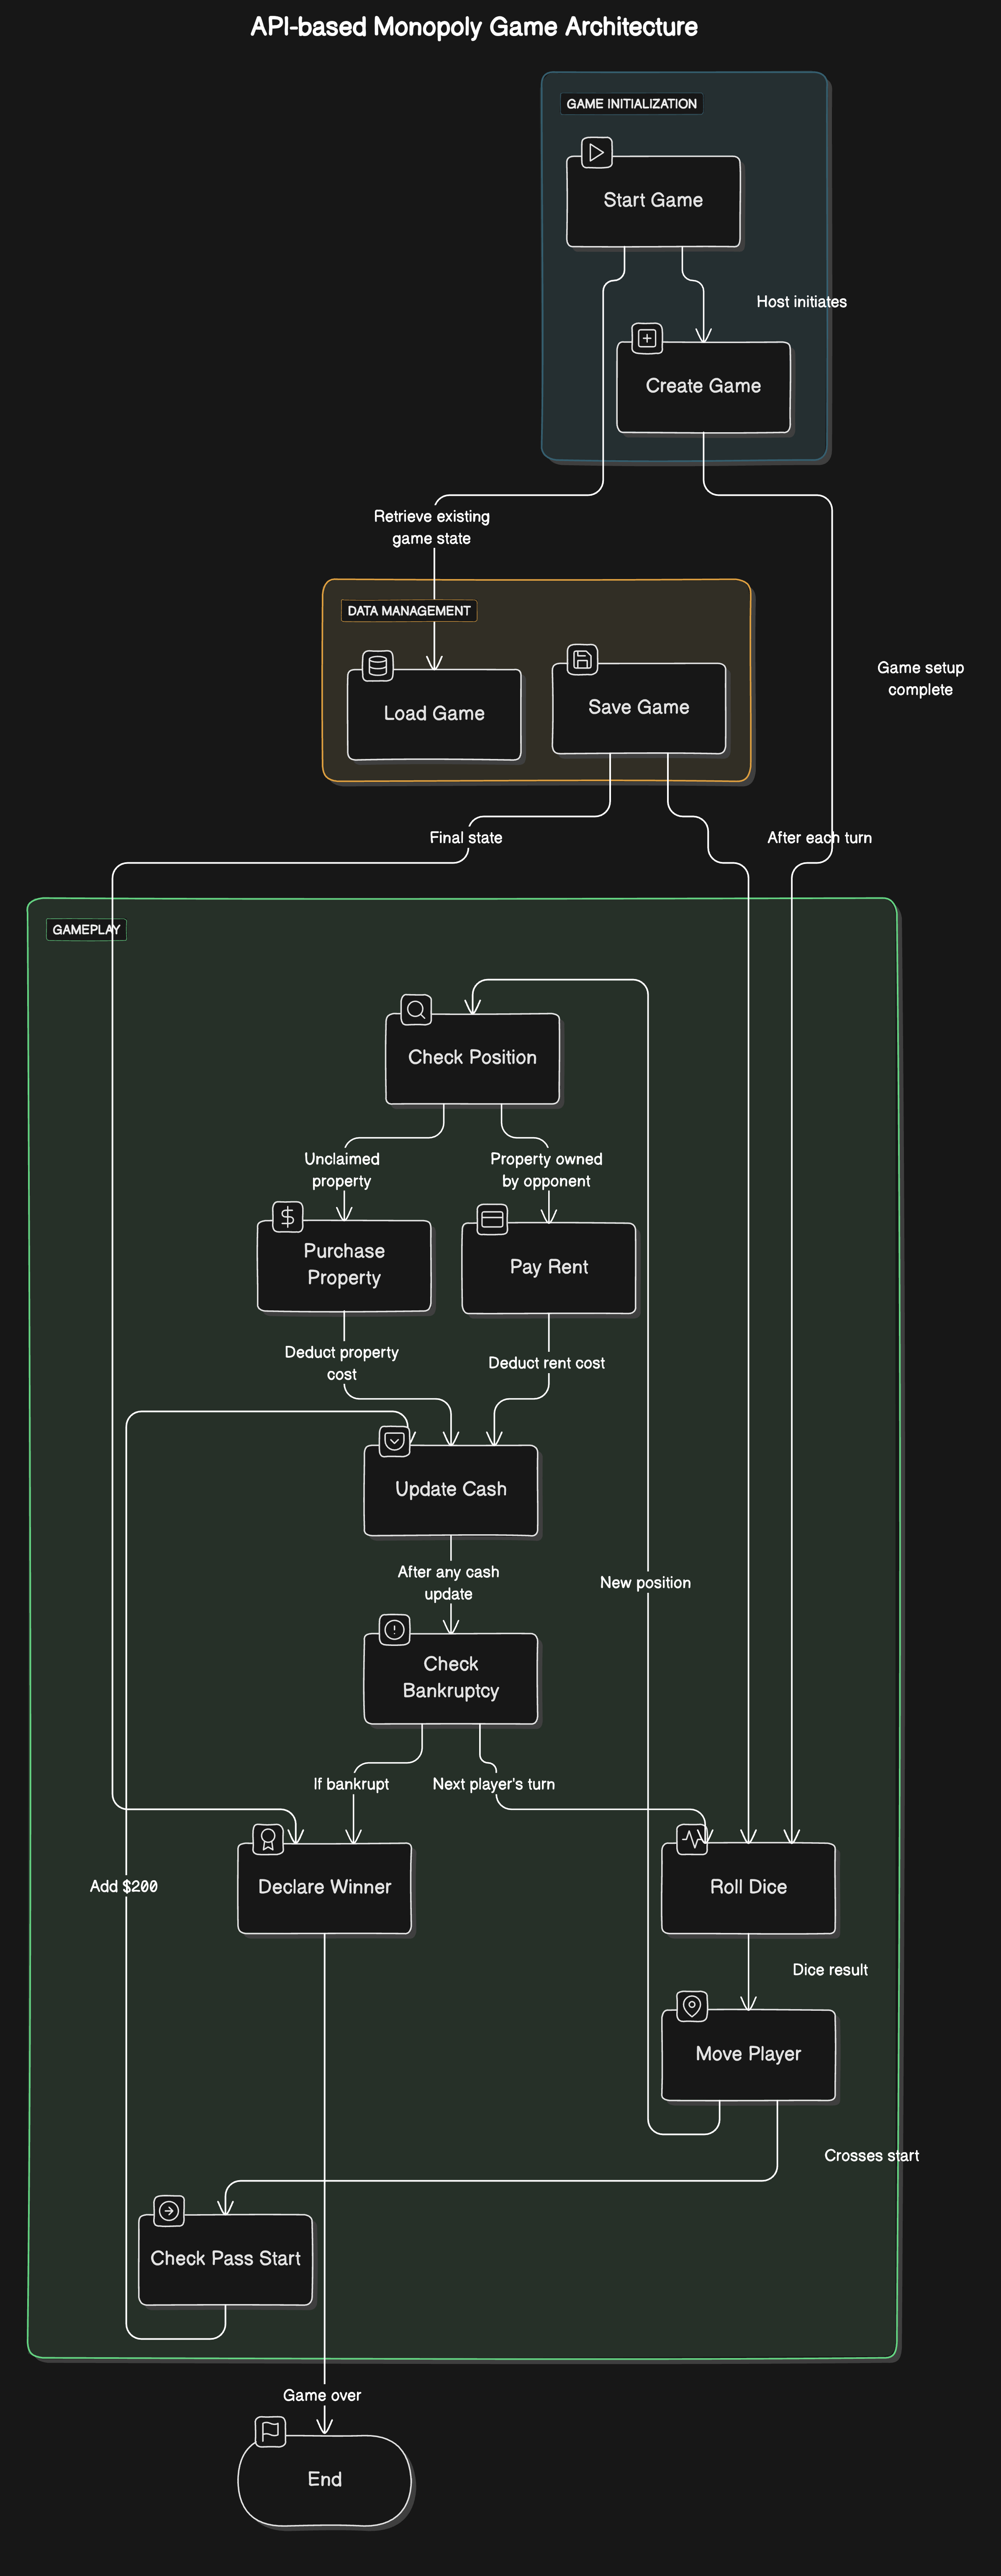 API-based Monopoly Game Architecture
GAME INITIALIZATION
Start Game
Host initiates
Create Game
Retrieve existing
game state
DATA MANAGEMENT
Load Game
Save Game
Game setup
complete
Final state
After each turn
GAMEPLAY
Check Position
Unclaimed
property
Property owned
by opponent
Purchase
Property
Pay Rent
Deduct property
cost
Deduct rent cost
Update Cash
After any cash
update
New position
Check
Bankruptcy
If bankrupt
Next player's turn
Add $200
Declare Winner
Roll Dice
Dice result
Move Player
Crosses start
Check Pass Start
Game over
End